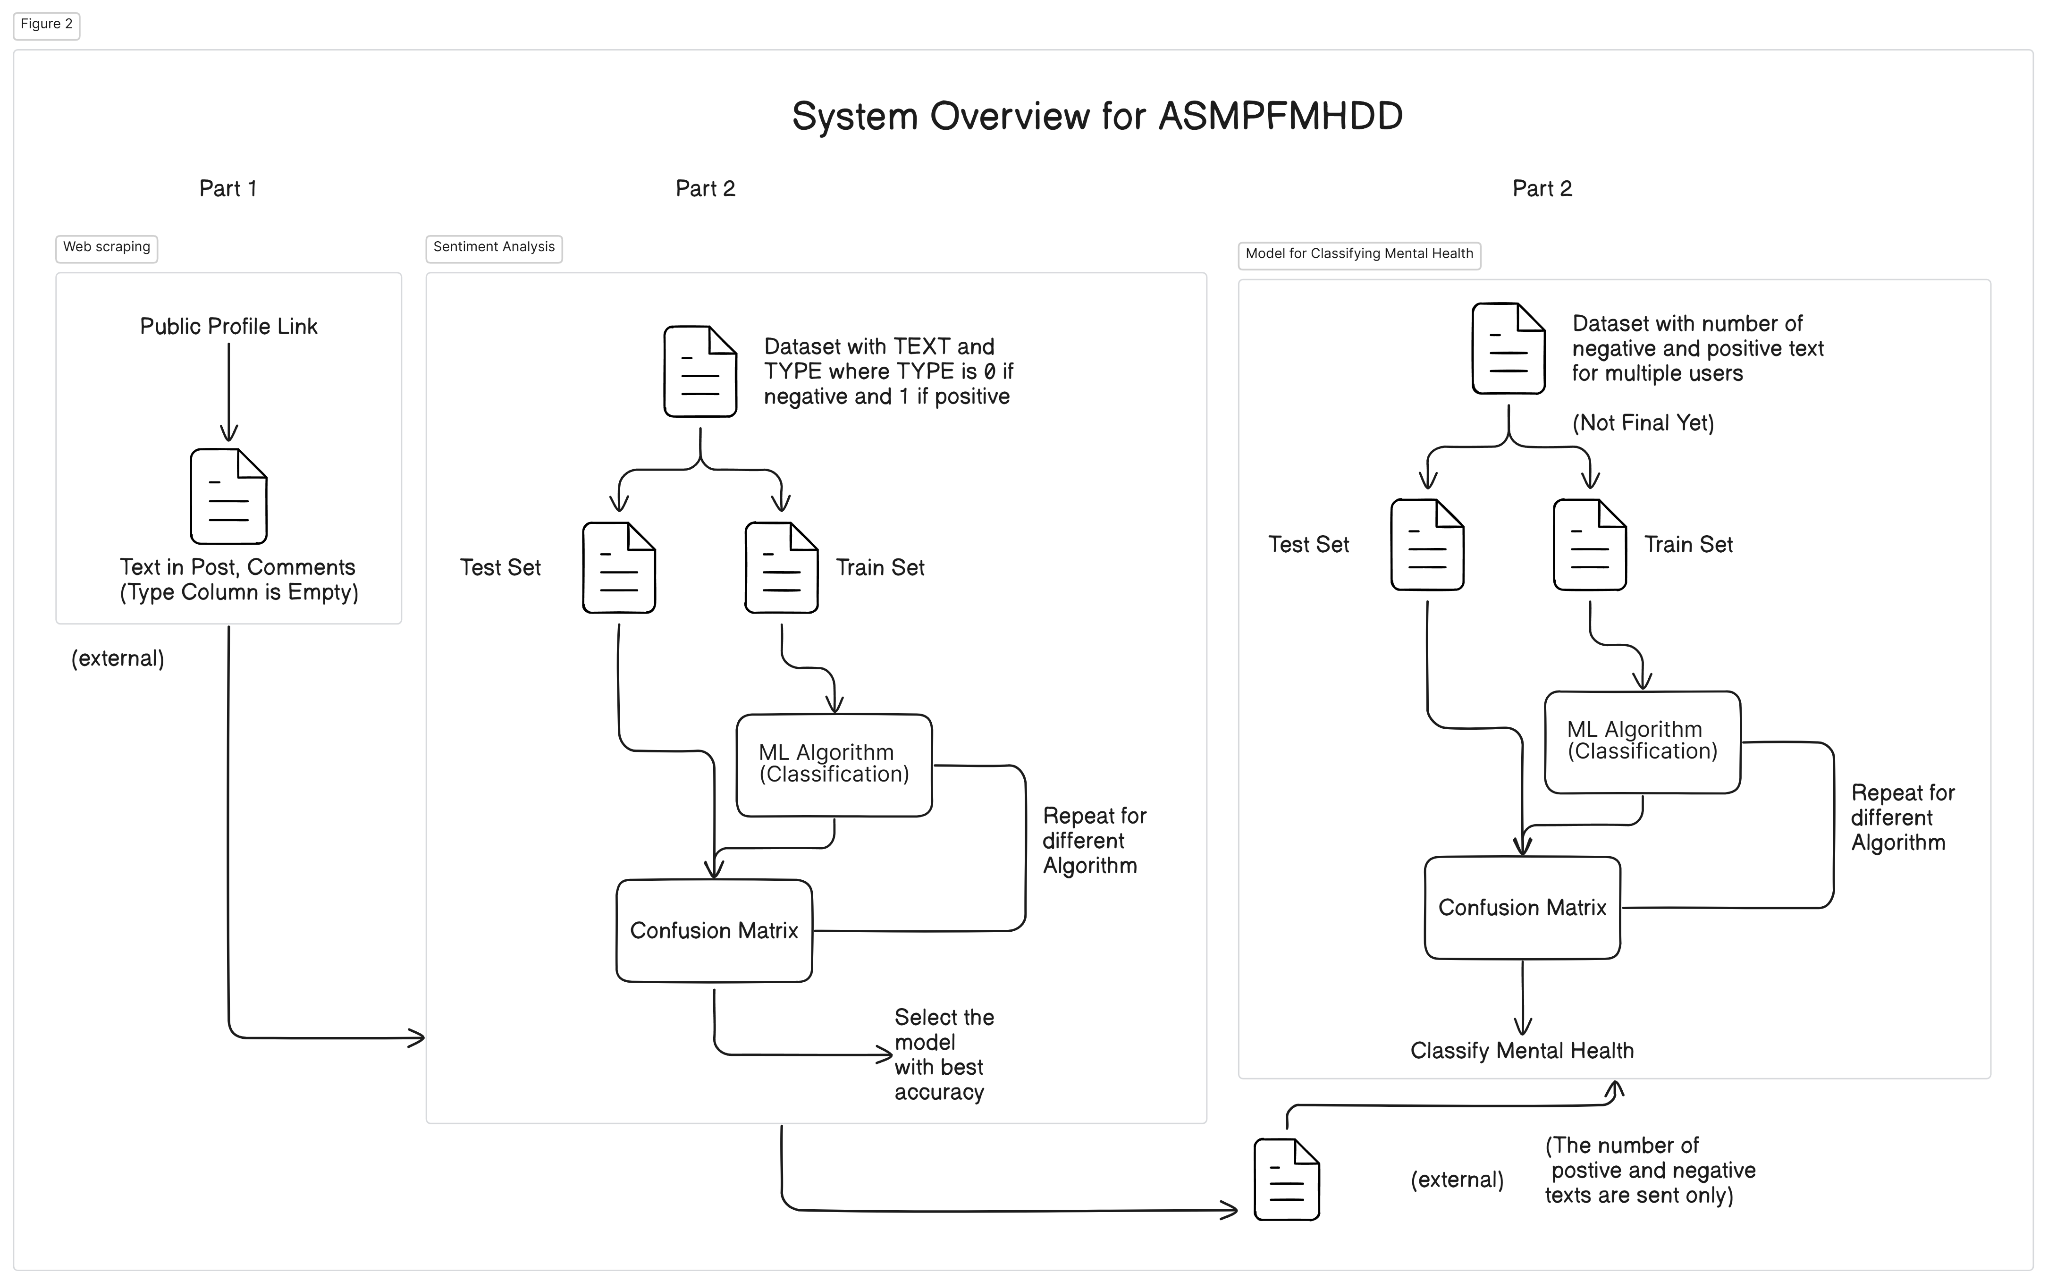 Figure 2
System Overview for ASMPFMHDD
Part 1
Part 2
Part 2
Web scraping
Public Profile Link
Text in Post, Comments
(Type Column is Empty)
(external)
Sentiment Analysis
Dataset with TEXT and
TYPE where TYPE is 0 if
negative and 1 if positive
Test Set
Train Set
ML Algorithm
(Classification)
Repeat for
different
Algorithm
Confusion Matrix
Select the
model
with best
accuracy
Model for Classifying Mental Health
Dataset with number of
negative and positive text
for multiple users
(Not Final Yet)
Test Set
Train Set
ML Algorithm
(Classification)
Repeat for
different
Algorithm
Confusion Matrix
Classify Mental Health
(external)
(The number of
postive and negative
texts are sent only)